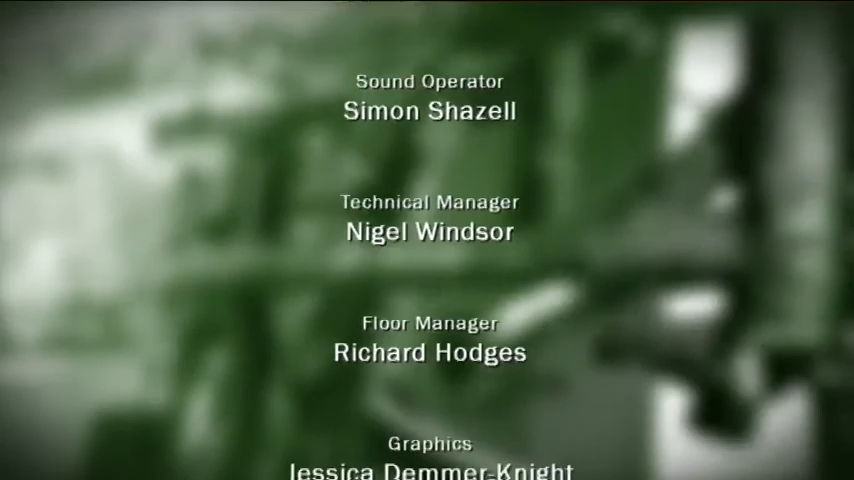 Sound Operator
Simon Shazell
Technical Manager
Nigel Windsor
Floor Manager
Richard Hodges
Graphics
Jessica Demmer-Knight